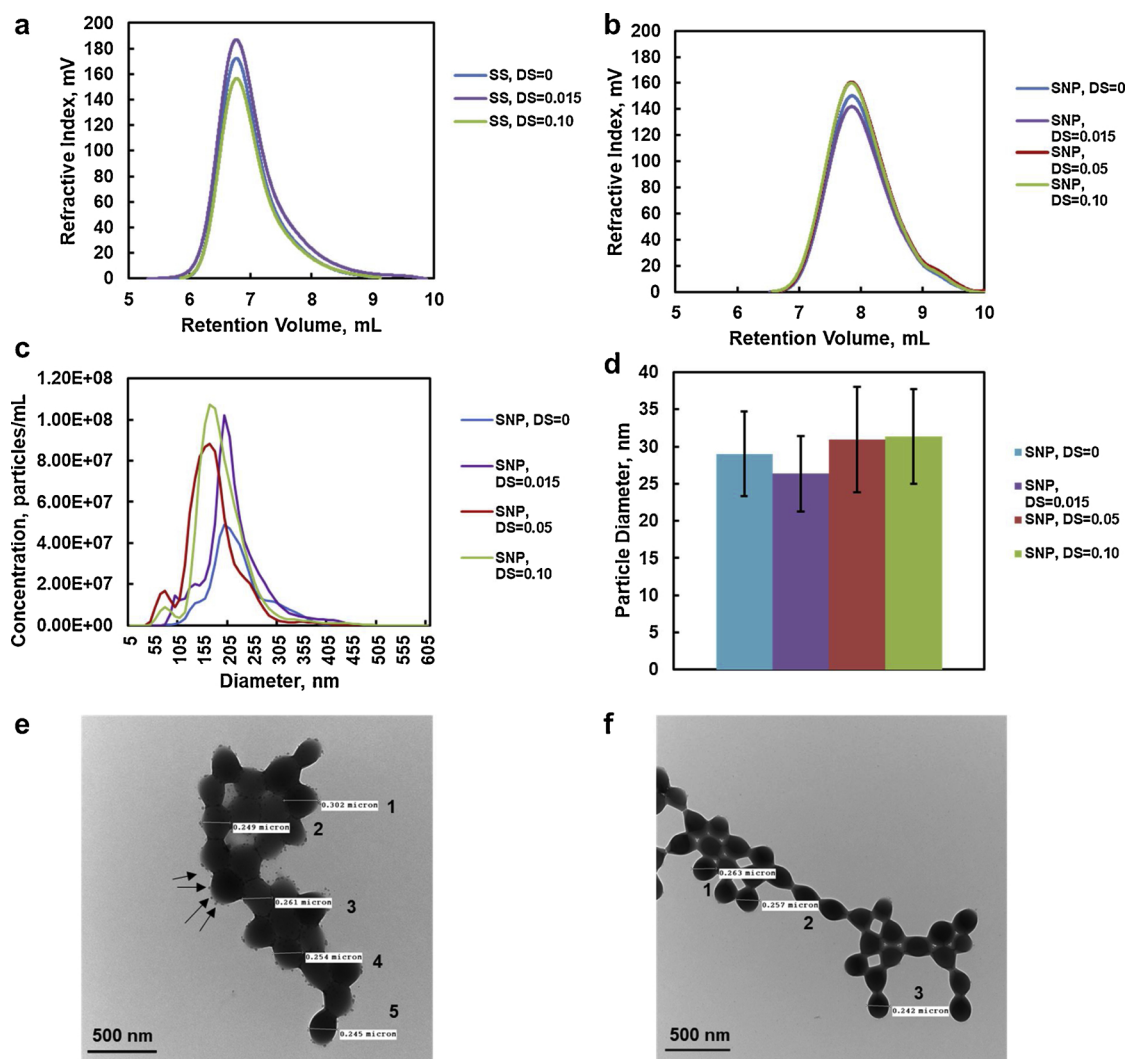 a
200
180
160
140
120
100
80
60
40
20
0
Refractive Index, mV
5 6 7 8 9 10
Retention Volume, mL
SS, DS=0
SS, DS=0.015
SS, DS=0.10
b
200
180
160
140
120
100
80
60
40
20
0
Refractive Index, mV
5 6 7 8 9 10
Retention Volume, mL
SNP, DS=0
SNP,
DS=0.015
SNP,
DS=0.05
SNP,
DS=0.10
c
1.20E+08
1.00E+08
8.00E+07
6.00E+07
4.00E+07
2.00E+07
0.00E+00
Concentration, particles/mL
5 55 105 155 205 255 305 355 405 455 505 555 605
Diameter, nm
SNP, DS=0
SNP,
DS=0.015
SNP,
DS=0.05
SNP,
DS=0.10
d
40
35
30
25
20
15
10
5
0
Particle Diameter, nm
SNP, DS=0
SNP,
DS=0.015
SNP, DS=0.05
SNP, DS=0.10
e
0.302 micron 1
0.249 micron 2
0.261 micron 3
0.254 micron 4
5
0.245 micron
500 nm
f
0.263 micron
1
0.257 micron
2
3
0.242 micron
500 nm